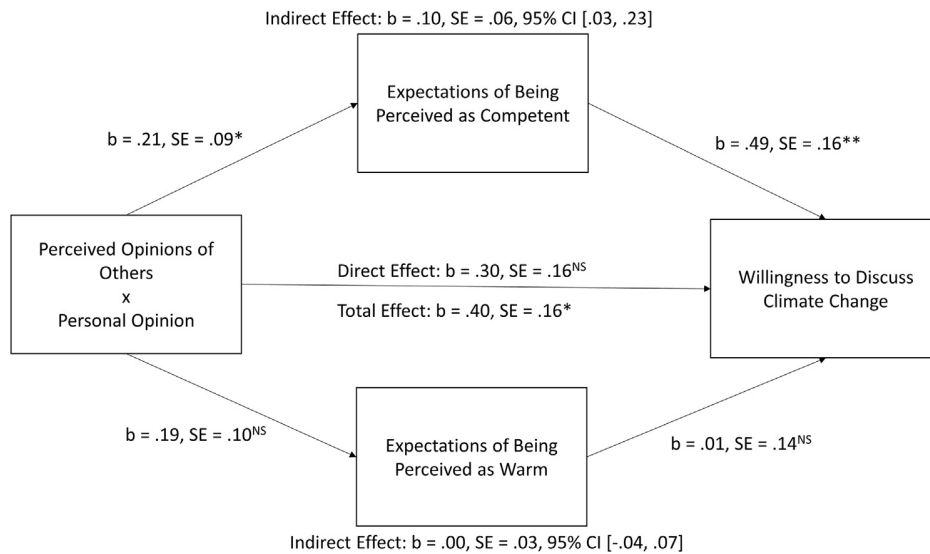 Indirect Effect: b = .10, SE = .06, 95% CI [.03, .23]
Expectations of Being
Perceived as Competent
b = .21, SE = .09*
b = .49, SE = .16**
Perceived Opinions of
Others
x
Personal Opinion
Direct Effect: b = .30, SE = .16ᴺˢ
Total Effect: b = .40, SE = .16*
Willingness to Discuss
Climate Change
b = .19, SE = .10ᴺˢ
Expectations of Being
Perceived as Warm
b = .01, SE = .14ᴺˢ
Indirect Effect: b = .00, SE = .03, 95% CI [-.04, .07]